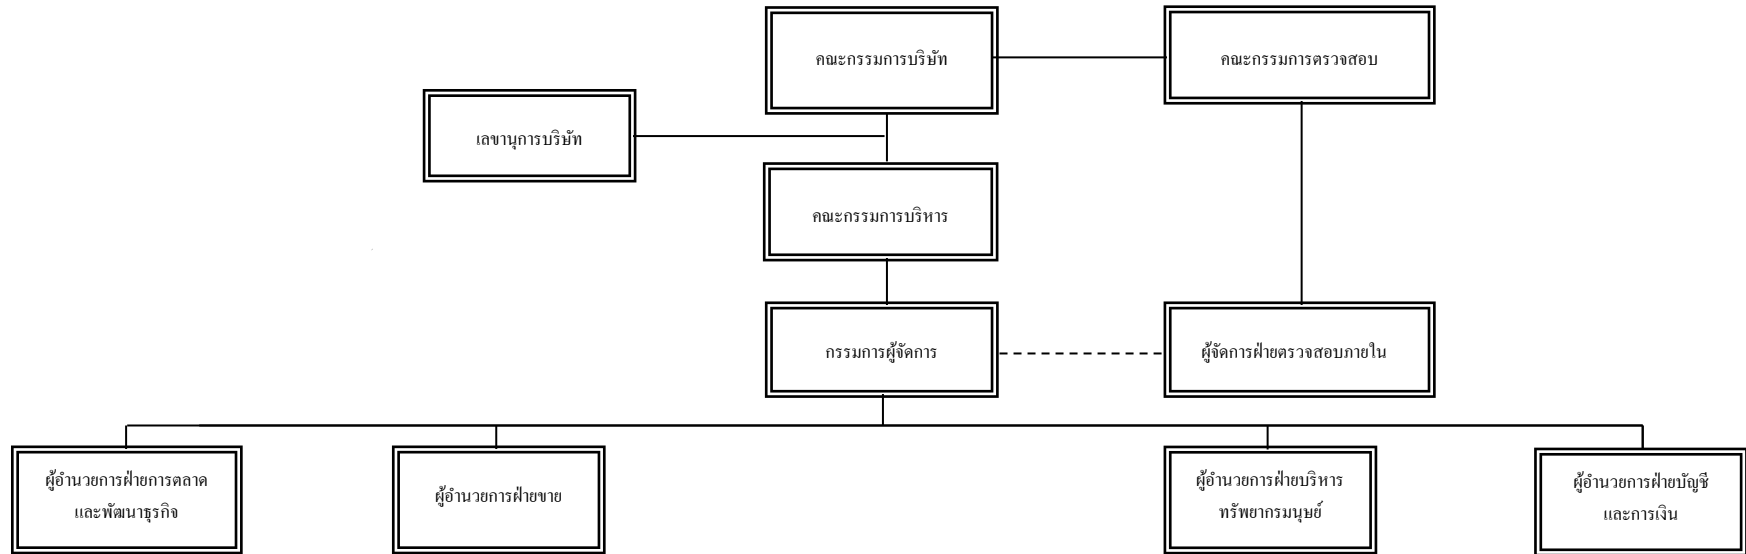 คณะกรรมการบริษัท
คณะกรรมการตรวจสอบ
เลขานุการบริษัท
คณะกรรมการบริหาร
กรรมการผู้จัดการ
ผู้จัดการฝ่ายตรวจสอบภายใน
ผู้อำนวยการฝ่ายการตลาด
และพัฒนาธุรกิจ
ผู้อำนวยการฝ่ายขาย
ผู้อำนวยการฝ่ายบริหาร
ทรัพยากรมนุษย์
ผู้อำนวยการฝ่ายบัญชี
และการเงิน